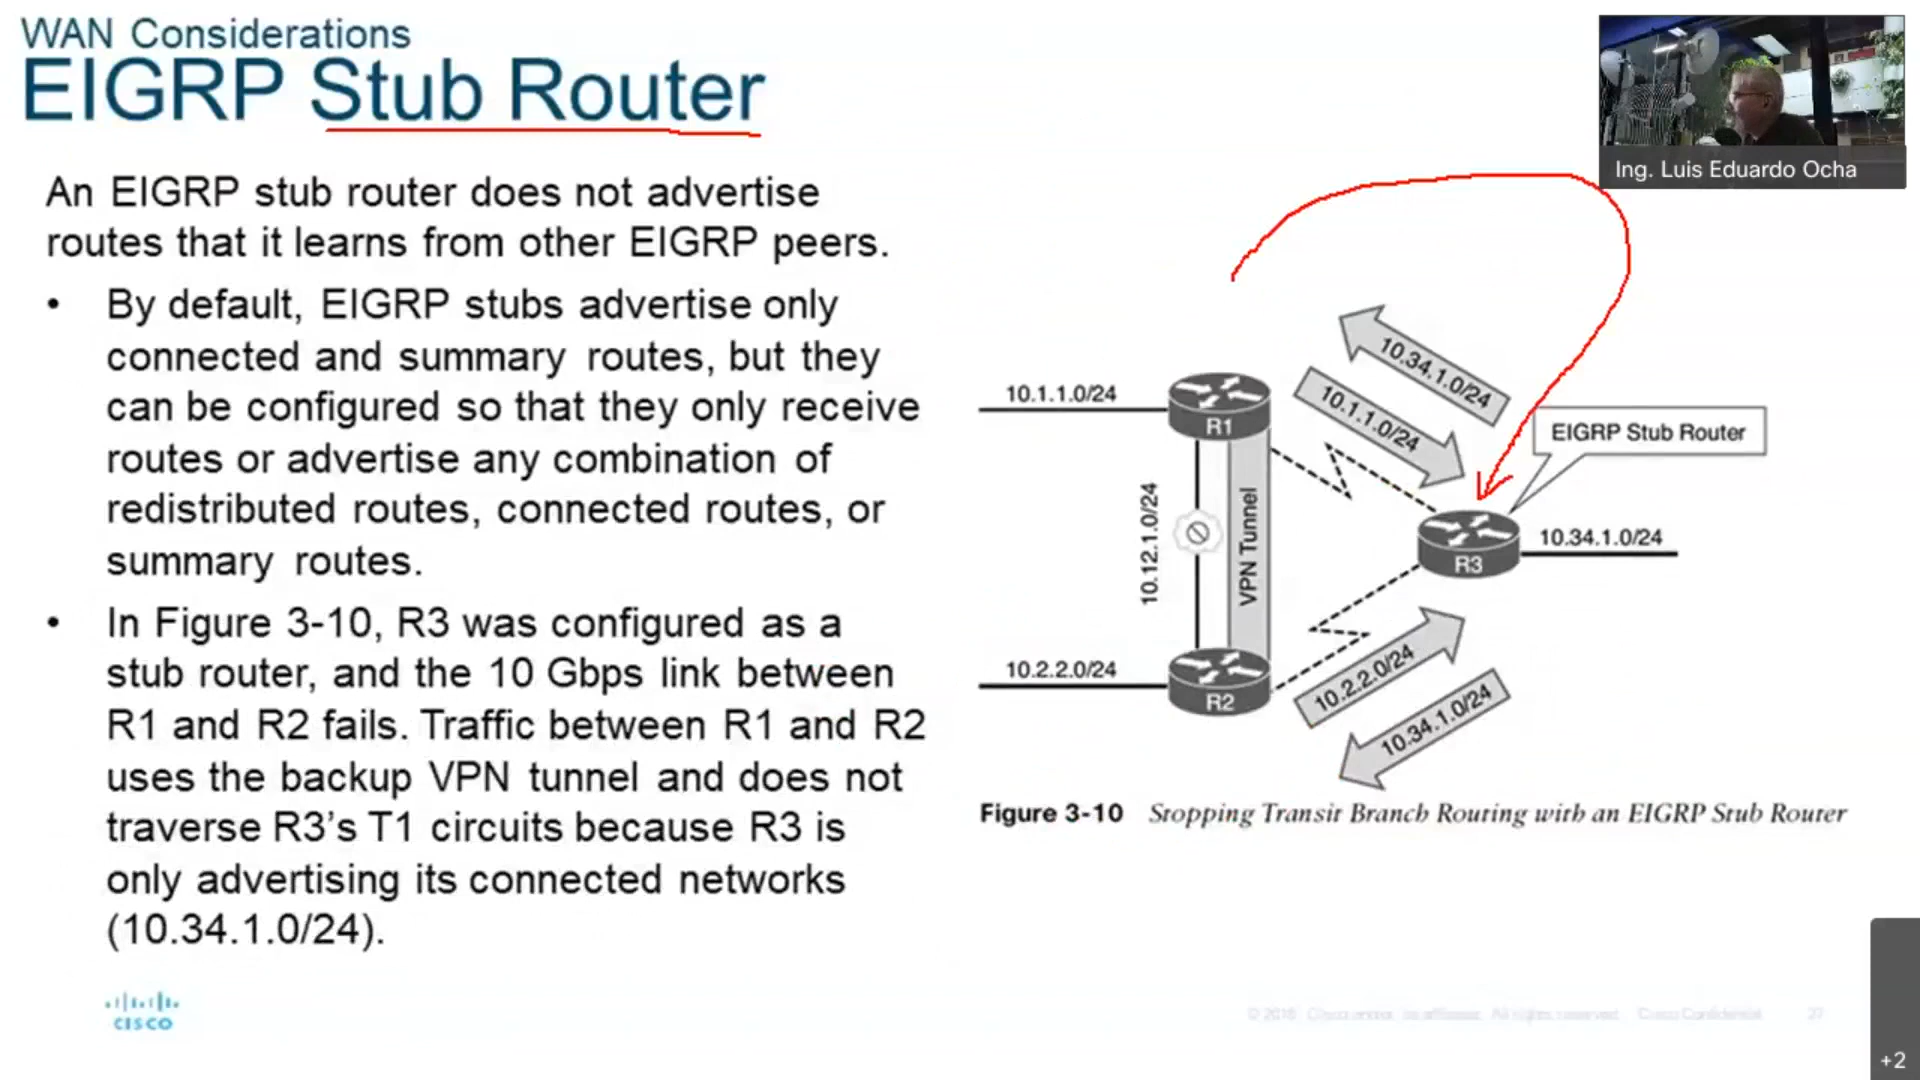 WAN Considerations
EIGRP Stub Router
Ing. Luis Eduardo Ocha
An EIGRP stub router does not advertise
routes that it learns from other EIGRP peers.
• By default, EIGRP stubs advertise only
connected and summary routes, but they
can be configured so that they only receive
routes or advertise any combination of
redistributed routes, connected routes, or
summary routes.
• In Figure 3-10, R3 was configured as a
stub router, and the 10 Gbps link between
R1 and R2 fails. Traffic between R1 and R2
uses the backup VPN tunnel and does not
traverse R3’s T1 circuits because R3 is
only advertising its connected networks
(10.34.1.0/24).
10.34.1.0/24
10.1.1.0/24
10.1.1.0/24
R1
EIGRP Stub Router
10.12.1.0/24
VPN Tunnel
10.34.1.0/24
R3
10.2.2.0/24
R2
10.2.2.0/24
10.34.1.0/24
Figure 3-10 Stopping Transit Branch Routing with an EIGRP Stub Router
CISCO
All rights reserved. Cisco Confidential
27
+2